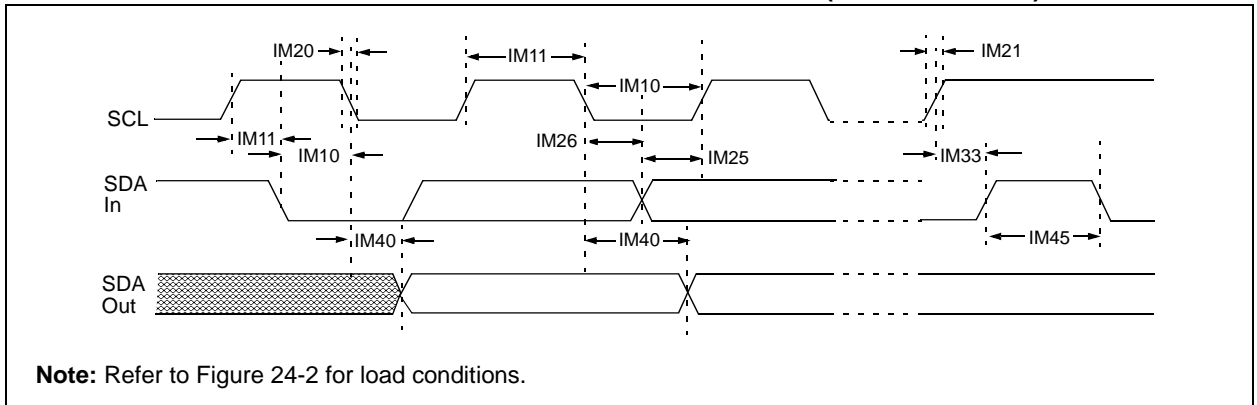 IM20
IM11
IM21
IM10
SCL
IM11
IM26
IM10
IM25
IM33
SDA
In
IM40
IM40
IM45
SDA
Out
Note: Refer to Figure 24-2 for load conditions.